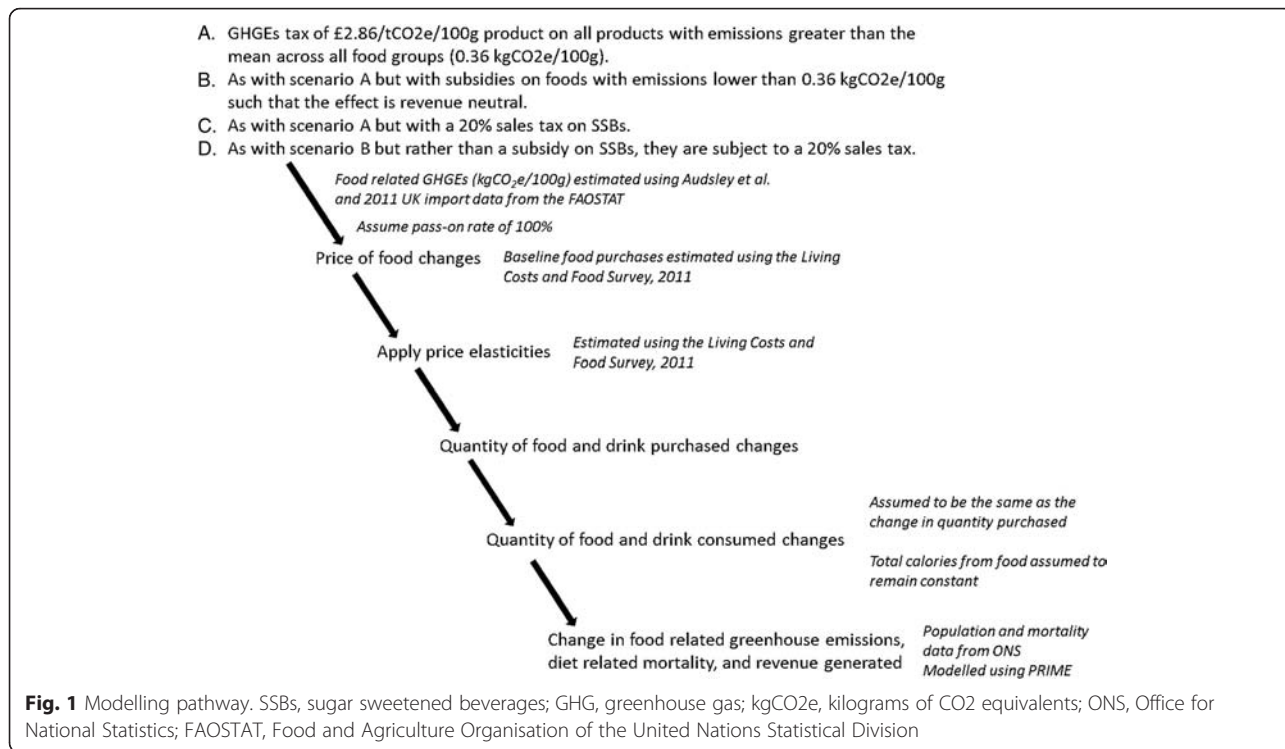 A. GHGEs tax of £2.86/tCO2e/100g product on all products with emissions greater than the
mean across all food groups (0.36 kgCO2e/100g).
B. As with scenario A but with subsidies on foods with emissions lower than 0.36 kgCO2e/100g
such that the effect is revenue neutral.
C. As with scenario A but with a 20% sales tax on SSBs.
D. As with scenario B but rather than a subsidy on SSBs, they are subject to a 20% sales tax.
Food related GHGEs (kgCO₂e/100g) estimated using Audsley et al.
and 2011 UK import data from the FAOSTAT
Assume pass-on rate of 100%
Price of food changes
Baseline food purchases estimated using the Living
Costs and Food Survey, 2011
Apply price elasticities
Estimated using the Living Costs and
Food Survey, 2011
Quantity of food and drink purchased changes
Quantity of food and drink consumed changes
Assumed to be the same as the
change in quantity purchased
Total calories from food assumed to
remain constant
Change in food related greenhouse emissions,
diet related mortality, and revenue generated
Population and mortality
data from ONS
Modelled using PRIME
Fig. 1 Modelling pathway. SSBs, sugar sweetened beverages; GHG, greenhouse gas; kgCO2e, kilograms of CO2 equivalents; ONS, Office for
National Statistics; FAOSTAT, Food and Agriculture Organisation of the United Nations Statistical Division